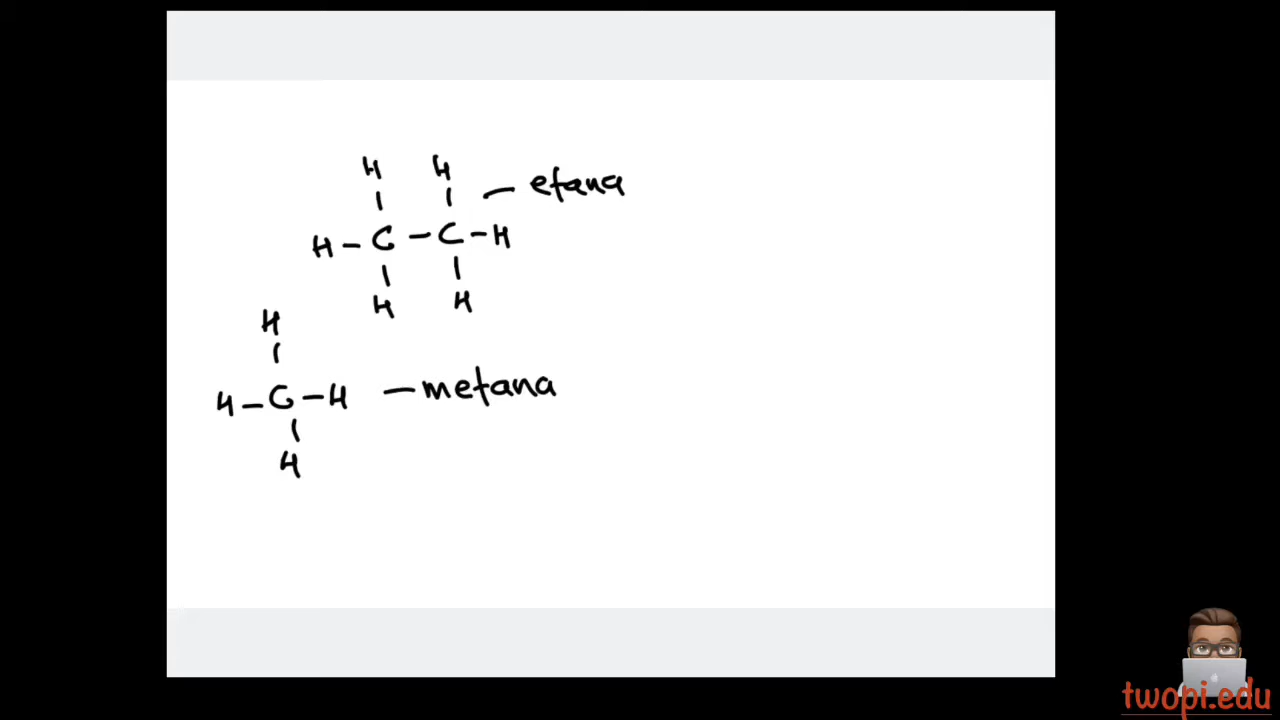 H H
– etana
H – C – C – H
H H
H
H – C – H – metana
H
twopi.edu